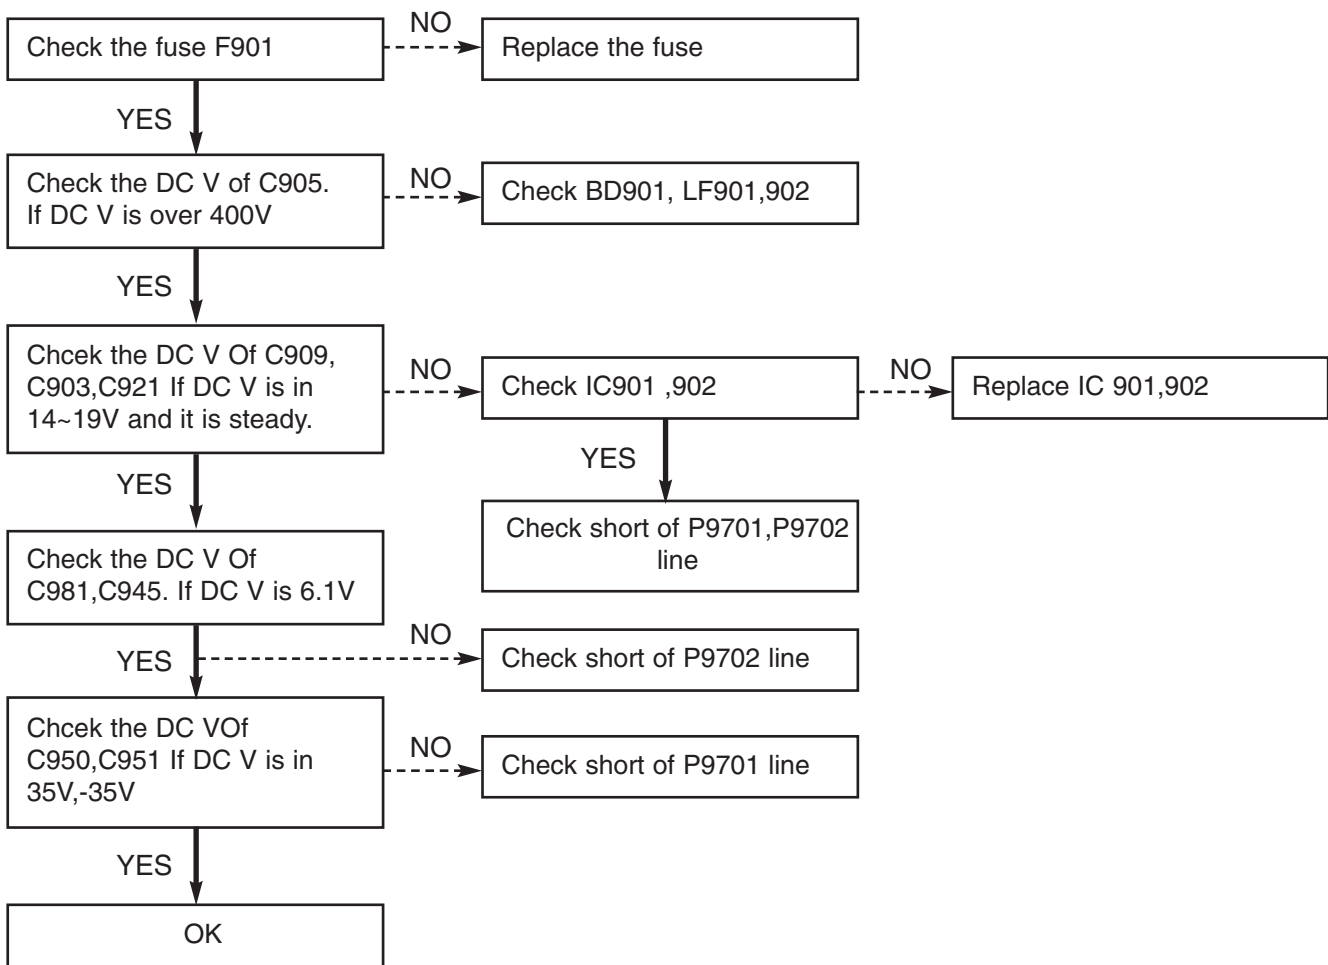 Check the fuse F901
NO
Replace the fuse
YES
Check the DC V of C905.
If DC V is over 400V
NO
Check BD901, LF901,902
YES
Chcek the DC V Of C909,
C903,C921 If DC V is in
14~19V and it is steady.
NO
Check IC901 ,902
NO
Replace IC 901,902
YES
Check short of P9701,P9702
line
YES
Check the DC V Of
C981,C945. If DC V is 6.1V
NO
Check short of P9702 line
YES
Chcek the DC VOf
C950,C951 If DC V is in
35V,-35V
NO
Check short of P9701 line
YES
OK